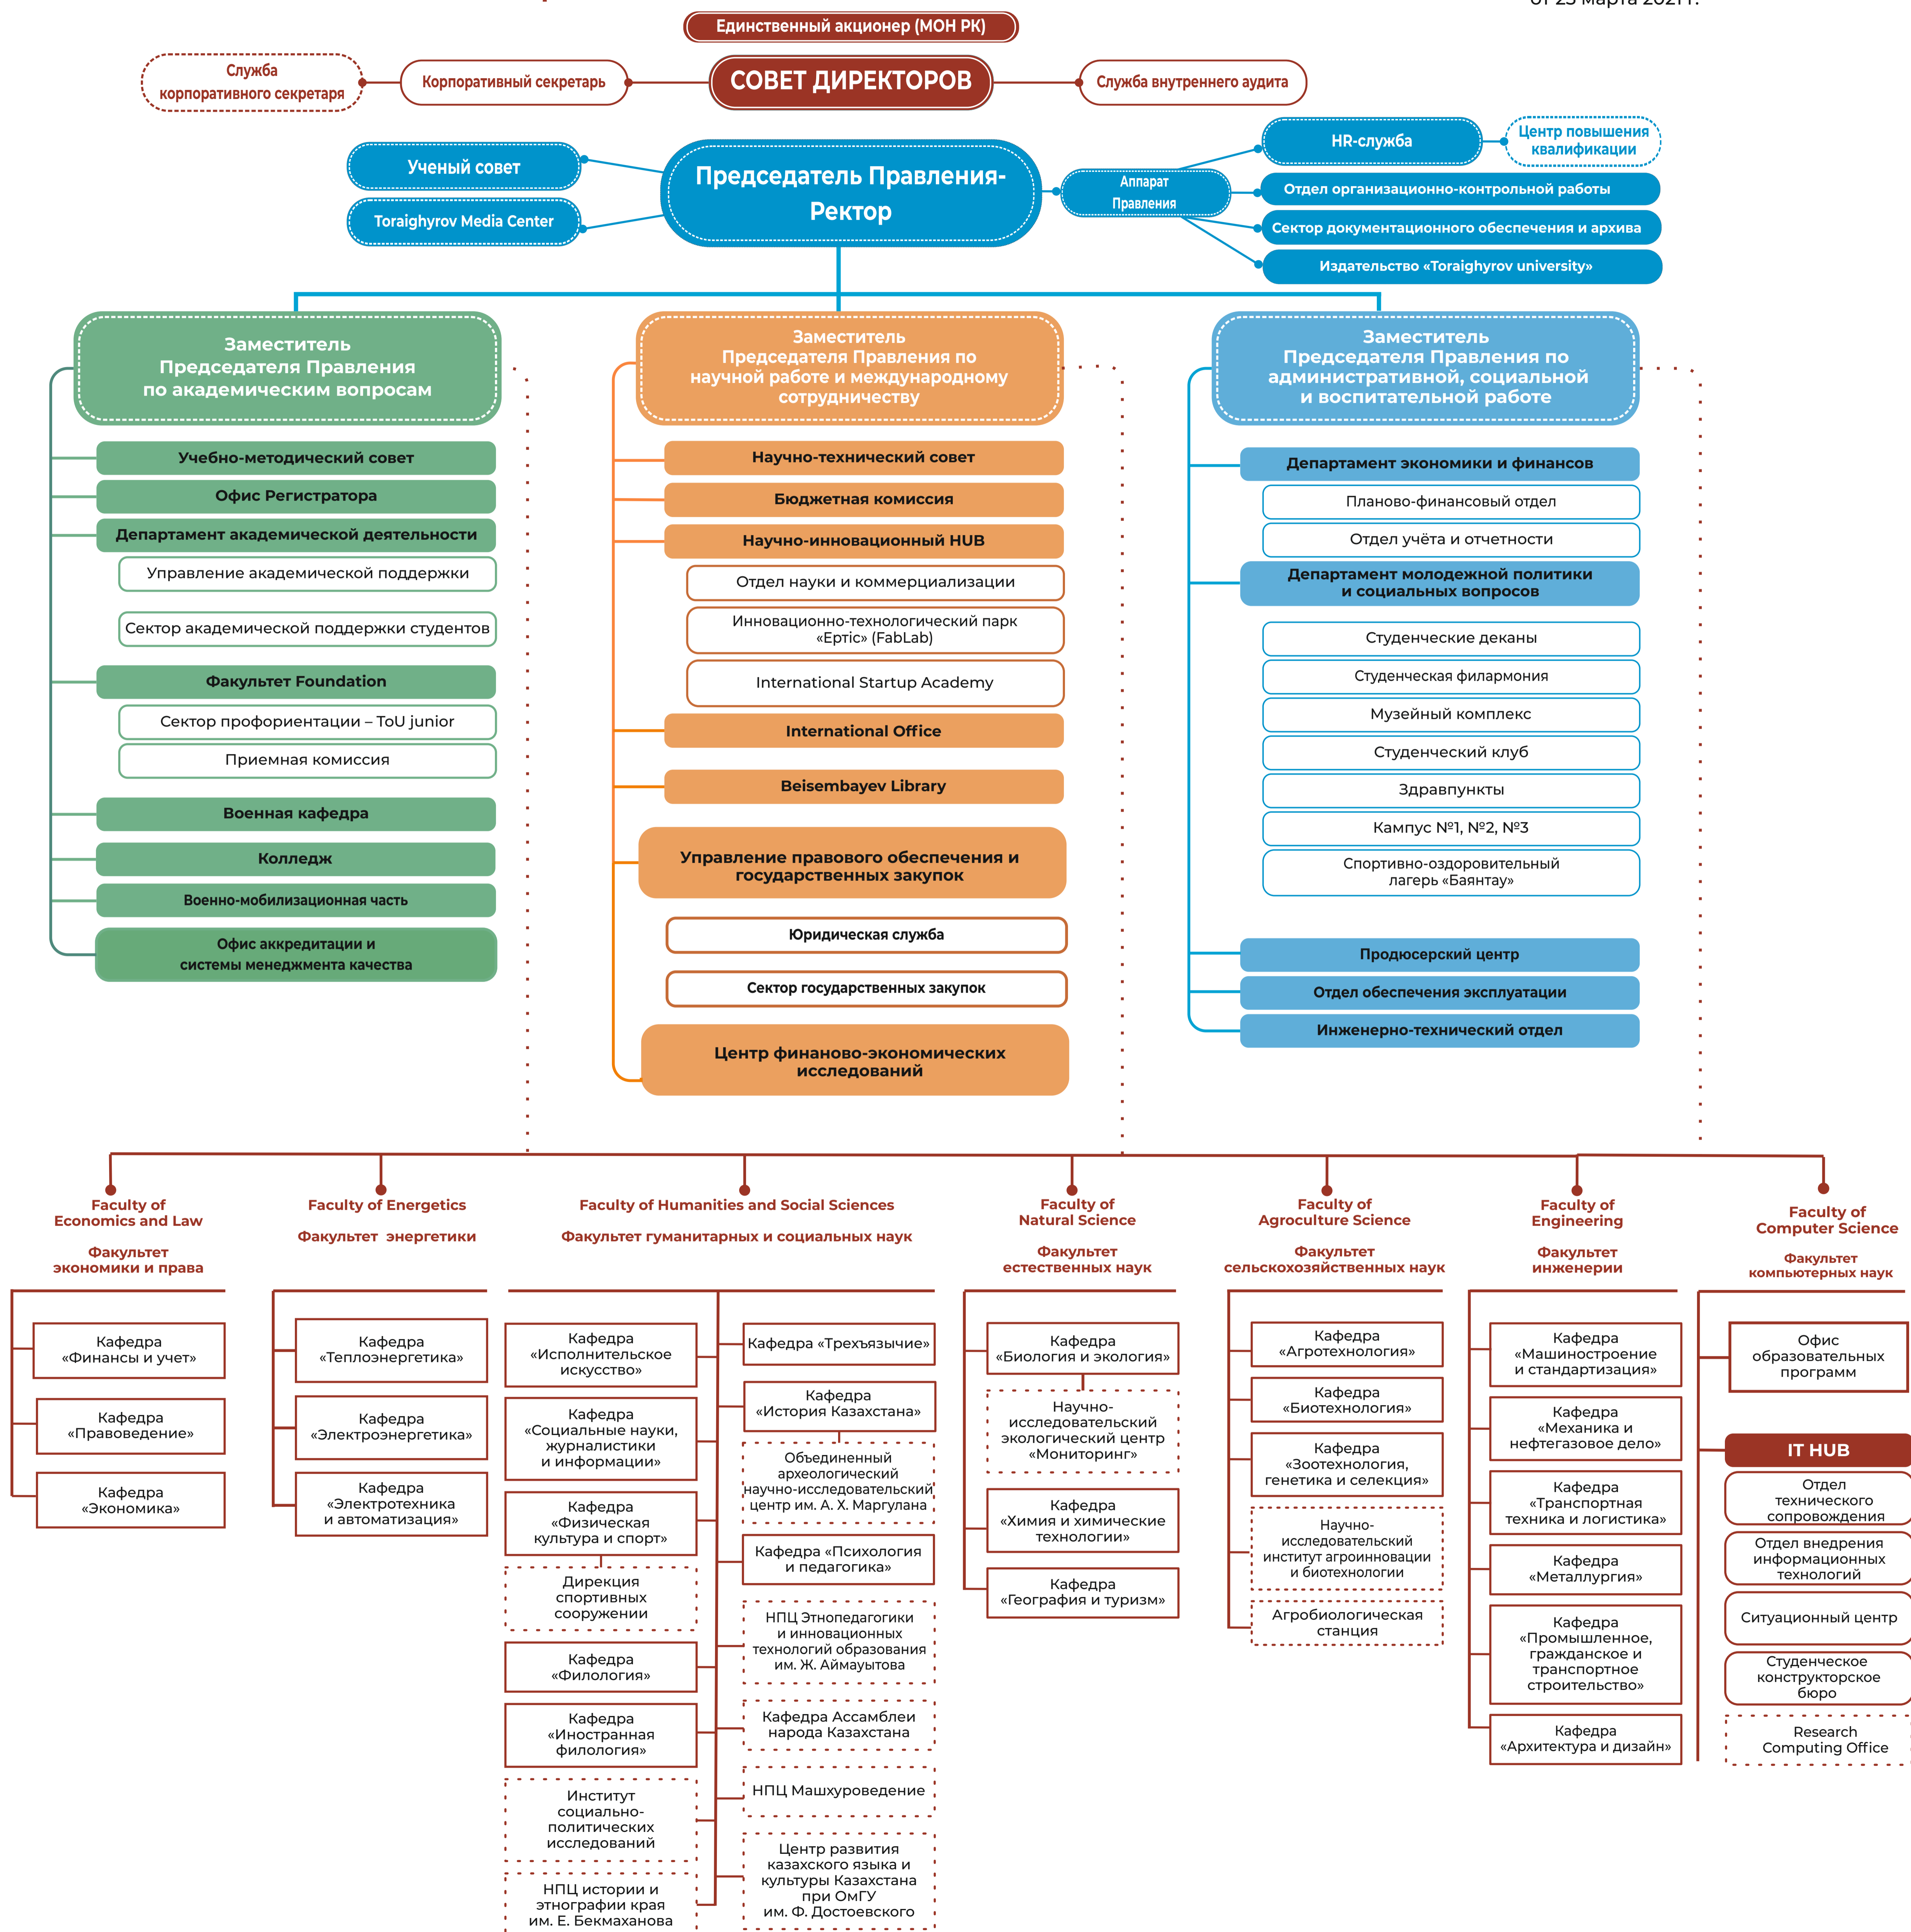 от 25 марта 2021 г.
Единственный акционер (МОН РК)
Служба
корпоративного секретаря
Корпоративный секретарь
СОВЕТ ДИРЕКТОРОВ
Служба внутреннего аудита
Ученый совет
Toraighyrov Media Center
Председатель Правления-
Ректор
Аппарат
Правления
HR-служба
Центр повышения
квалификации
Отдел организационно-контрольной работы
Сектор документационного обеспечения и архива
Издательство «Toraighyrov university»
Заместитель
Председателя Правления
по академическим вопросам
Учебно-методический совет
Офис Регистратора
Департамент академической деятельности
Управление академической поддержки
Сектор академической поддержки студентов
Факультет Foundation
Сектор профориентации – ToU junior
Приемная комиссия
Военная кафедра
Колледж
Военно-мобилизационная часть
Офис аккредитации и
системы менеджмента качества
Заместитель
Председателя Правления по
научной работе и международному
сотрудничеству
Научно-технический совет
Бюджетная комиссия
Научно-инновационный HUB
Отдел науки и коммерциализации
Инновационно-технологический парк
«Ертіс» (FabLab)
International Startup Academy
International Office
Beisembayev Library
Управление правового обеспечения и
государственных закупок
Юридическая служба
Сектор государственных закупок
Центр финаново-экономических
исследований
Заместитель
Председателя Правления по
административной, социальной
и воспитательной работе
Департамент экономики и финансов
Планово-финансовый отдел
Отдел учёта и отчетности
Департамент молодежной политики
и социальных вопросов
Студенческие деканы
Студенческая филармония
Музейный комплекс
Студенческий клуб
Здравпункты
Кампус №1, №2, №3
Спортивно-оздоровительный
лагерь «Баянтау»
Продюсерский центр
Отдел обеспечения эксплуатации
Инженерно-технический отдел
Faculty of
Economics and Law
Факультет
экономики и права
Кафедра
«Финансы и учет»
Кафедра
«Правоведение»
Кафедра
«Экономика»
Faculty of Energetics
Факультет энергетики
Кафедра
«Теплоэнергетика»
Кафедра
«Электроэнергетика»
Кафедра
«Электротехника
и автоматизация»
Faculty of Humanities and Social Sciences
Факультет гуманитарных и социальных наук
Кафедра
«Исполнительское
искусство»
Кафедра
«Социальные науки,
журналистики
и информации»
Кафедра
«Физическая
культура и спорт»
Дирекция
спортивных
сооружении
Кафедра
«Филология»
Кафедра
«Иностранная
филология»
Институт
социально-
политических
исследований
НПЦ истории и
этнографии края
им. Е. Бекмаханова
Кафедра «Трехъязычие»
Кафедра
«История Казахстана»
Объединенный
археологический
научно-исследовательский
центр им. А. Х. Маргулана
Кафедра «Психология
и педагогика»
НПЦ Этнопедагогики
и инновационных
технологий образования
им. Ж. Аймауытова
Кафедра Ассамблеи
народа Казахстана
НПЦ Машхуроведение
Центр развития
казахского языка и
культуры Казахстана
при ОмГУ
им. Ф. Достоевского
Faculty of
Natural Science
Факультет
естественных наук
Кафедра
«Биология и экология»
Научно-
исследовательский
экологический центр
«Мониторинг»
Кафедра
«Химия и химические
технологии»
Кафедра
«География и туризм»
Faculty of
Agroculture Science
Факультет
сельскохозяйственных наук
Кафедра
«Агротехнология»
Кафедра
«Биотехнология»
Кафедра
«Зоотехнология,
генетика и селекция»
Научно-
исследовательский
институт агроинновации
и биотехнологии
Агробиологическая
станция
Faculty of
Engineering
Факультет
инженерии
Кафедра
«Машиностроение
и стандартизация»
Кафедра
«Механика и
нефтегазовое дело»
Кафедра
«Транспортная
техника и логистика»
Кафедра
«Металлургия»
Кафедра
«Промышленное,
гражданское и
транспортное
строительство»
Кафедра
«Архитектура и дизайн»
Faculty of
Computer Science
Факультет
компьютерных наук
Офис
образовательных
программ
IT HUB
Отдел
технического
сопровождения
Отдел внедрения
информационных
технологий
Ситуационный центр
Студенческое
конструкторское
бюро
Research
Computing Office